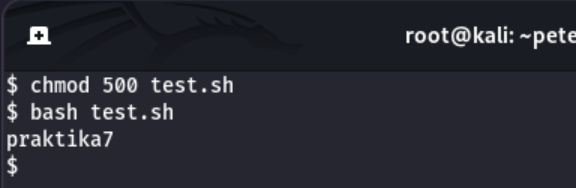 root@kali: ~pete
$ chmod 500 test.sh
$ bash test.sh
praktika7
$